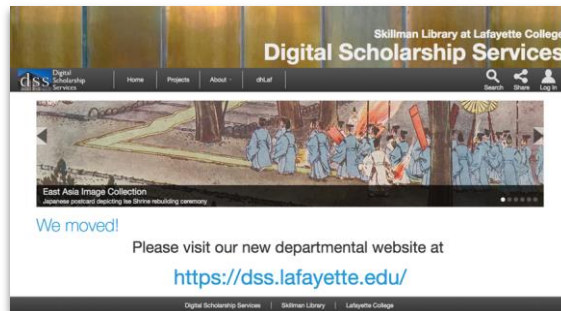 Skillman Library at Lafayette College
Digital Scholarship Services
dss Digital Scholarship Services
Home Projects About dhLaf
Search Share Log In
East Asia Image Collection
Japanese postcard depicting Ise Shrine rebuilding ceremony
We moved!
Please visit our new departmental website at
https://dss.lafayette.edu/
Digital Scholarship Services | Skillman Library | Lafayette College